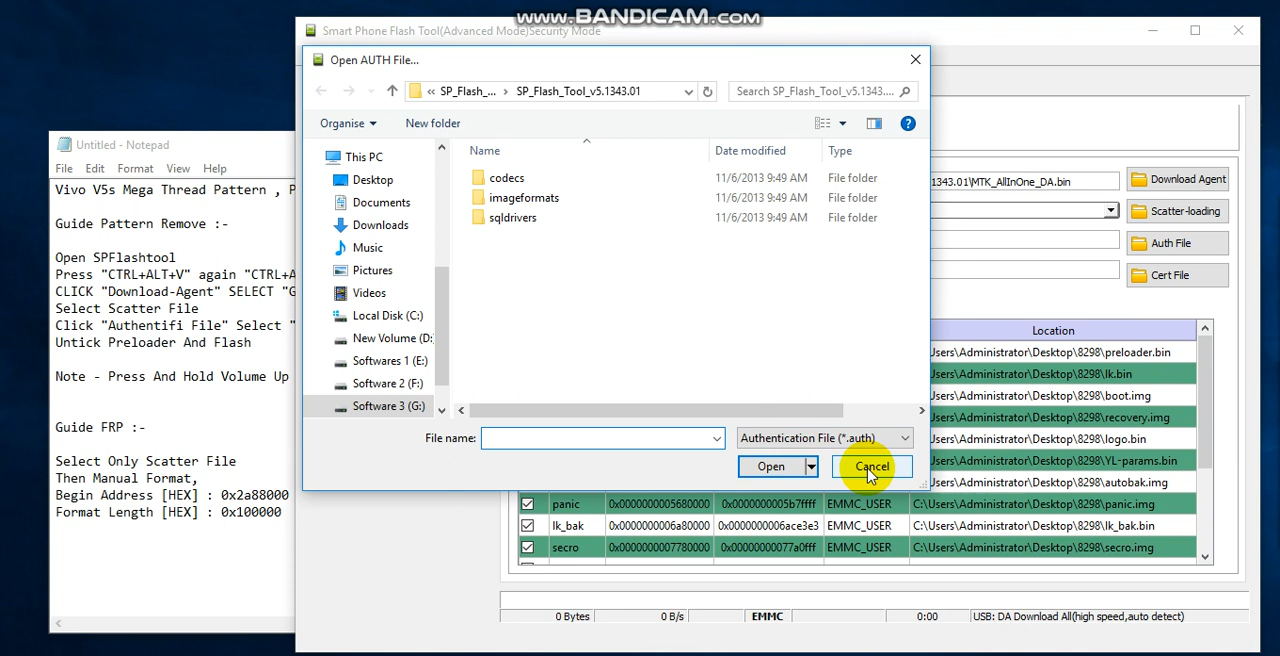 www.BANDICAM.com
Smart Phone Flash Tool(Advanced Mode)Security Mode
Open AUTH File...
« SP_Flash_... › SP_Flash_Tool_v5.1343.01
Search SP_Flash_Tool_v5.1343....
Organise
New folder
This PC
Desktop
Documents
Downloads
Music
Pictures
Videos
Local Disk (C:)
New Volume (D:
Softwares 1 (E:)
Software 2 (F:)
Software 3 (G:)
Name Date modified Type
codecs 11/6/2013 9:49 AM File folder
imageformats 11/6/2013 9:49 AM File folder
sqldrivers 11/6/2013 9:49 AM File folder
File name:
Authentication File (*.auth)
Open
Cancel
Untitled - Notepad
File Edit Format View Help
Vivo V5s Mega Thread Pattern , P
Guide Pattern Remove :-
Open SPFlashtool
Press "CTRL+ALT+V" again "CTRL+A
CLICK "Download-Agent" SELECT "G
Select Scatter File
Click "Authentifi File" Select "
Untick Preloader And Flash
Note - Press And Hold Volume Up
Guide FRP :-
Select Only Scatter File
Then Manual Format,
Begin Address [HEX] : 0x2a88000
Format Length [HEX] : 0x100000
1343.01\MTK_AllInOne_DA.bin
Download Agent
Scatter-loading
Auth File
Cert File
Location
Users\Administrator\Desktop\8298\preloader.bin
Users\Administrator\Desktop\8298\lk.bin
Users\Administrator\Desktop\8298\boot.img
Users\Administrator\Desktop\8298\recovery.img
Users\Administrator\Desktop\8298\logo.bin
Users\Administrator\Desktop\8298\YL-params.bin
Users\Administrator\Desktop\8298\autobak.img
panic 0x0000000005680000 0x0000000005b7ffff EMMC_USER C:\Users\Administrator\Desktop\8298\panic.img
lk_bak 0x0000000006a80000 0x0000000006ace3e3 EMMC_USER C:\Users\Administrator\Desktop\8298\lk_bak.bin
secro 0x0000000007780000 0x00000000077a0fff EMMC_USER C:\Users\Administrator\Desktop\8298\secro.img
0 Bytes 0 B/s EMMC 0:00 USB: DA Download All(high speed,auto detect)